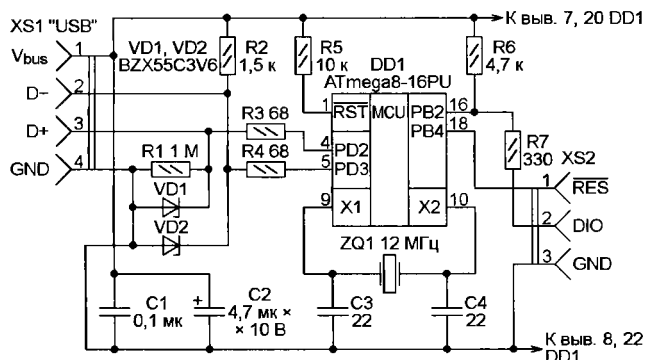 XS1 "USB"
Vbus 1
D– 2
D+ 3
GND 4
К выв. 7, 20 DD1
VD1, VD2
BZX55C3V6
R2
1,5 к
R5
10 к
R6
4,7 к
DD1
ATmega8-16PU
1 RST MCU PB2 16
PB4 18
R3 68
4 PD2
R4 68
5 PD3
R1 1 M
VD1
VD2
9 X1 X2 10
R7
330
XS2
1 RES
2 DIO
3 GND
ZQ1 12 МГц
C1
0,1 мк
+ C2
4,7 мк ×
× 10 В
C3
22
C4
22
К выв. 8, 22
DD1